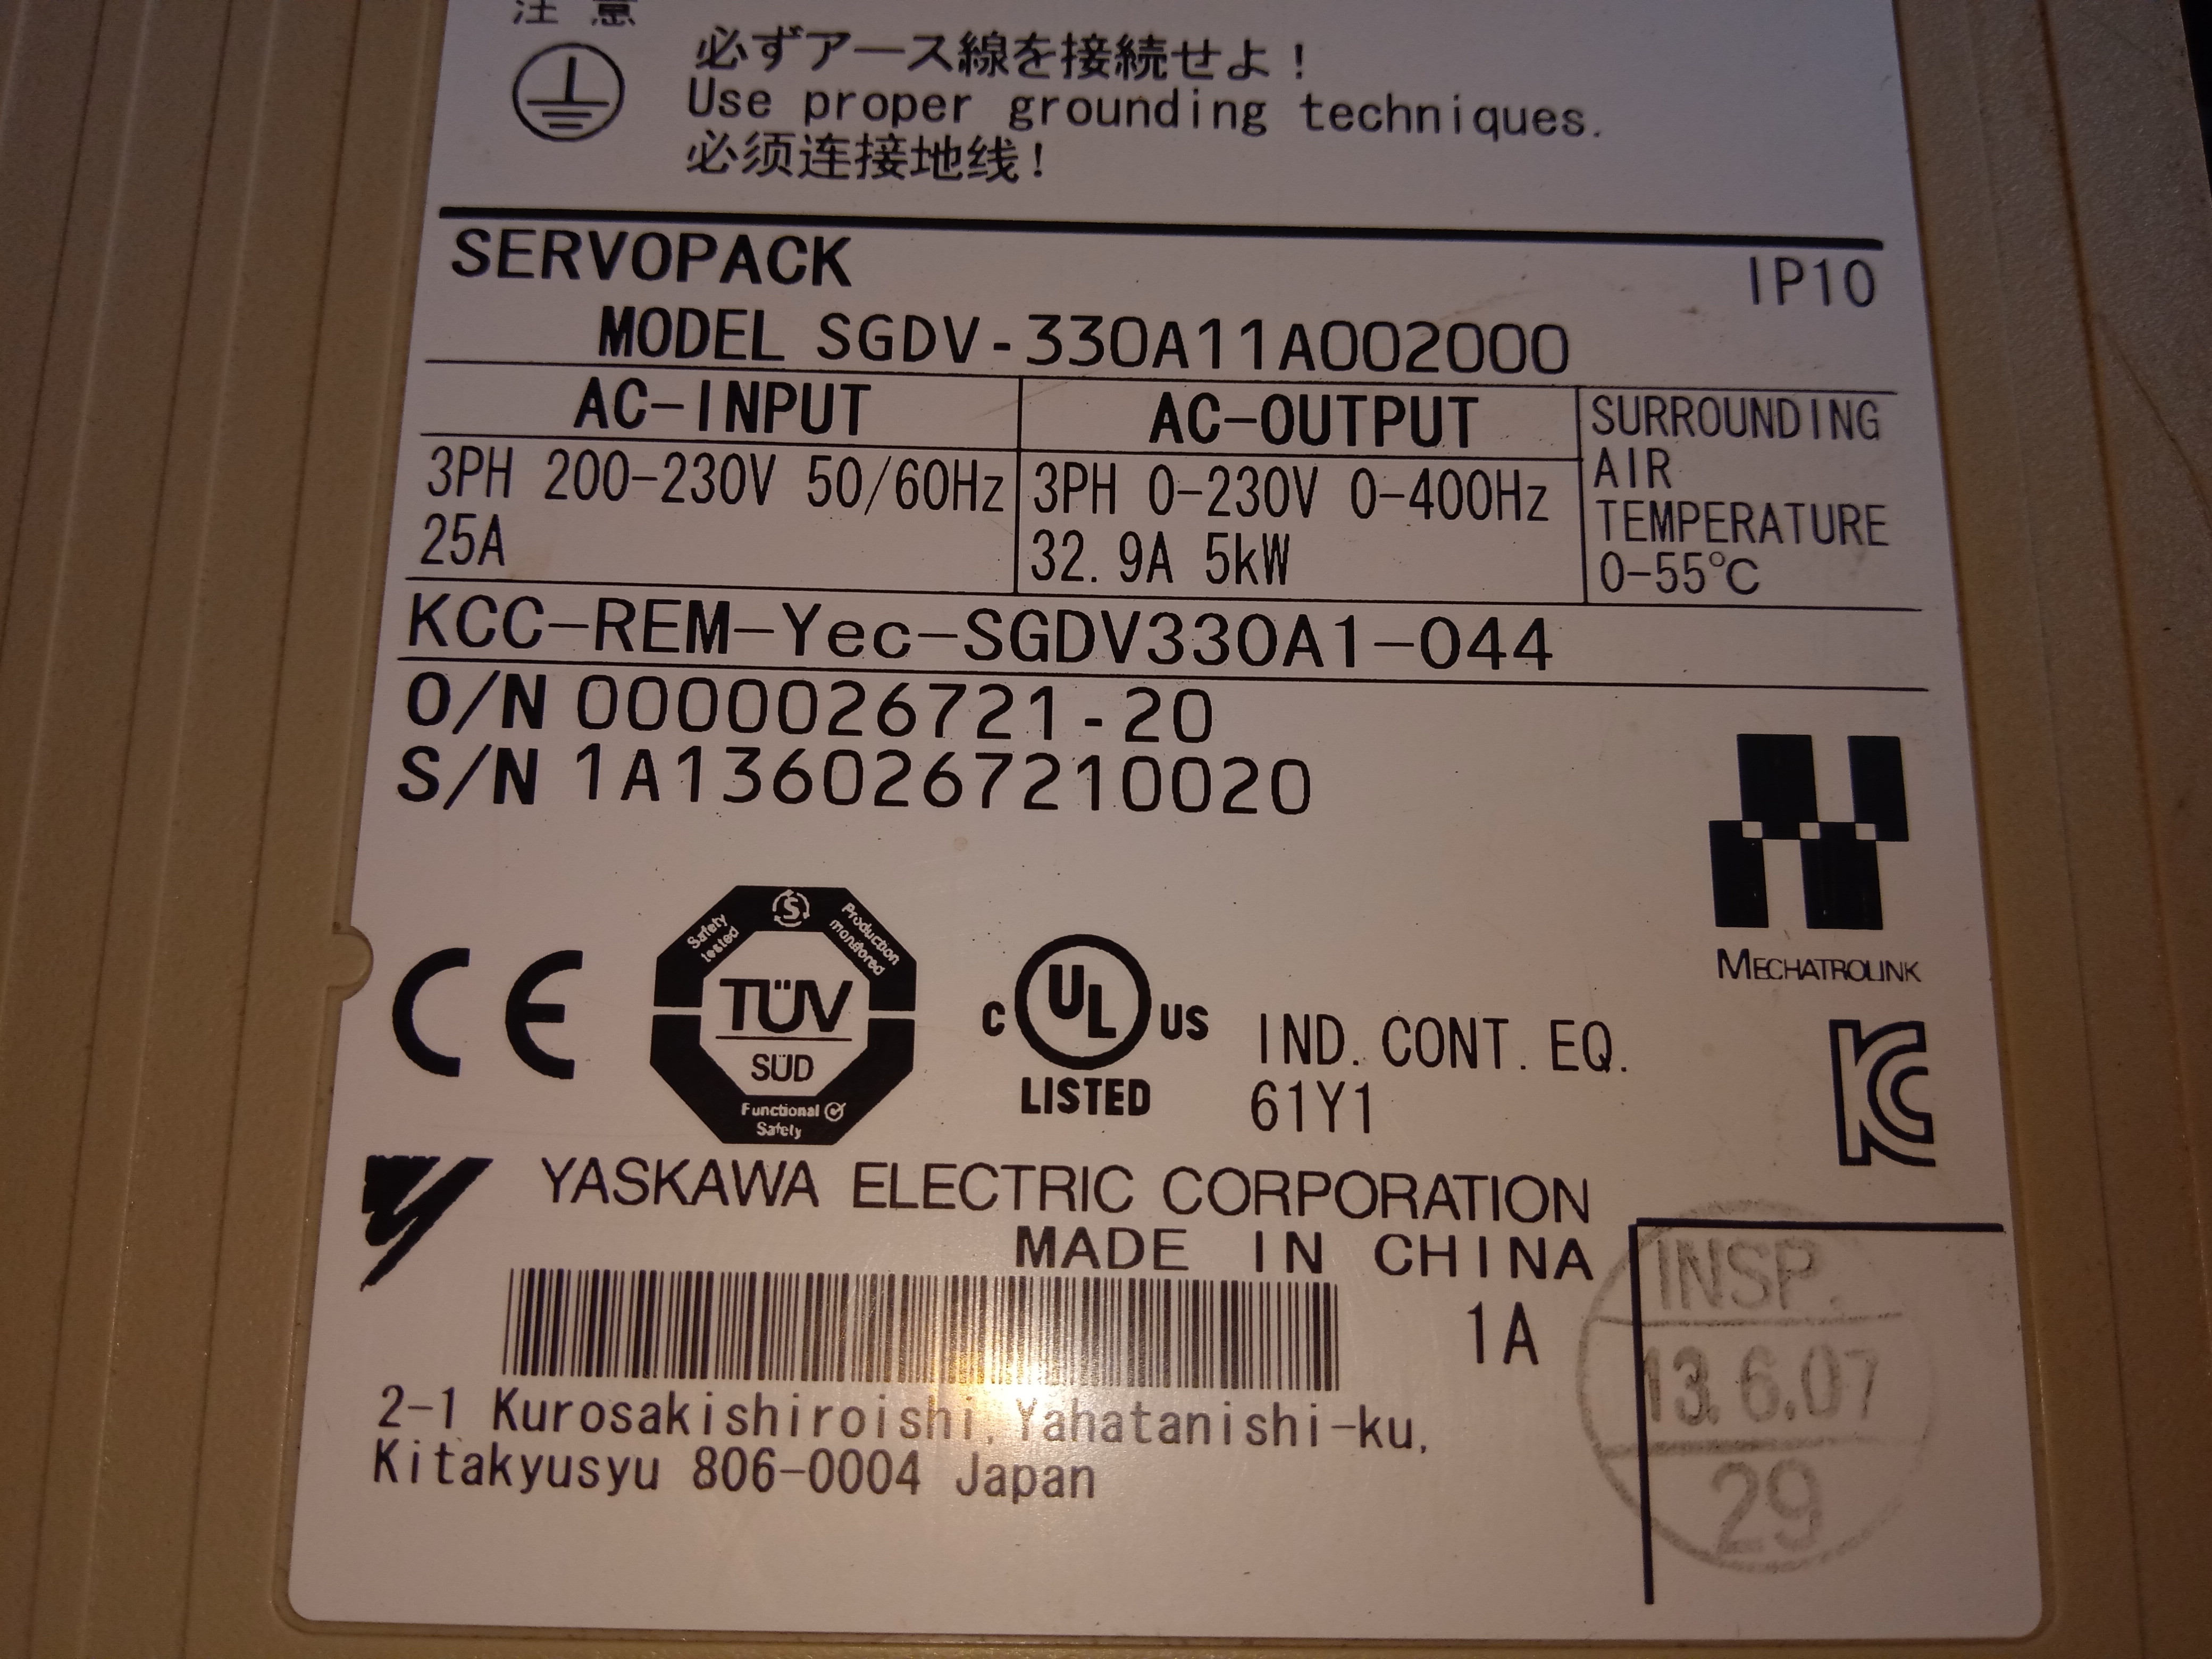 注 意
必ずアース線を接続せよ!
Use proper grounding techniques.
必须连接地线!
SERVOPACK
IP10
MODEL SGDV-330A11A002000
AC-INPUT
3PH 200-230V 50/60Hz
25A
AC-OUTPUT
3PH 0-230V 0-400Hz
32.9A 5kW
SURROUNDING
AIR
TEMPERATURE
0-55℃
KCC-REM-Yec-SGDV330A1-044
O/N 0000026721-20
S/N 1A1360267210020
MECHATROLINK
CE
Safety
tested
S
Production
monitored
TÜV
SÜD
Functional
Safety
C UL US
LISTED
IND. CONT. EQ.
61Y1
KC
YASKAWA ELECTRIC CORPORATION
MADE IN CHINA
1A
2-1 Kurosakishiroishi, Yahatanishi-ku,
Kitakyusyu 806-0004 Japan
INSP.
13.6.07
29